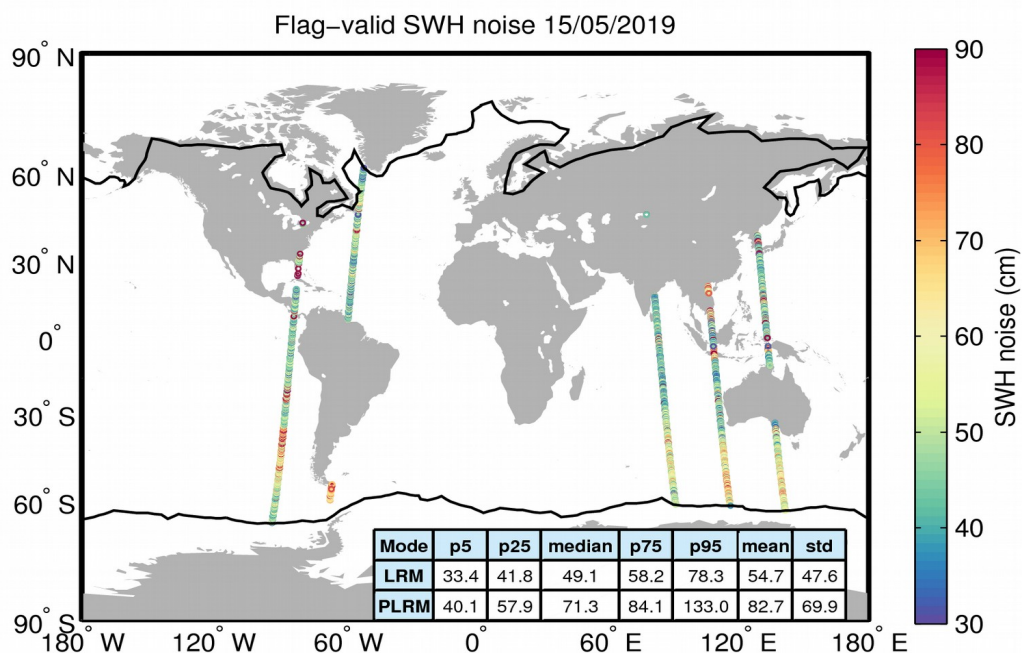 Flag−valid SWH noise 15/05/2019
90° N
60° N
30° N
0°
30° S
60° S
90° S
180° W
120° W
60° W
0°
60° E
120° E
180° E
90
80
70
60
50
40
30
SWH noise (cm)
Mode p5 p25 median p75 p95 mean std
LRM 33.4 41.8 49.1 58.2 78.3 54.7 47.6
PLRM 40.1 57.9 71.3 84.1 133.0 82.7 69.9